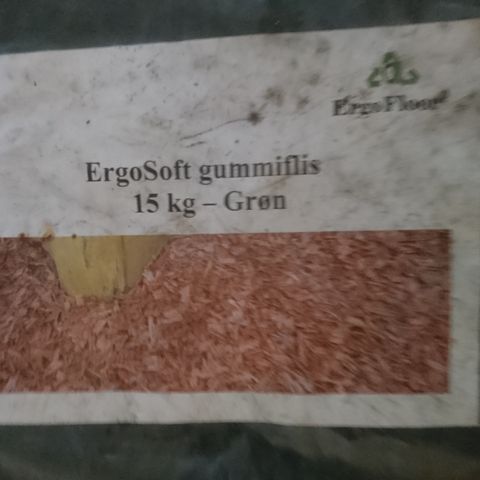 ErgoFloor
ErgoSoft gummiflis
15 kg – Grøn